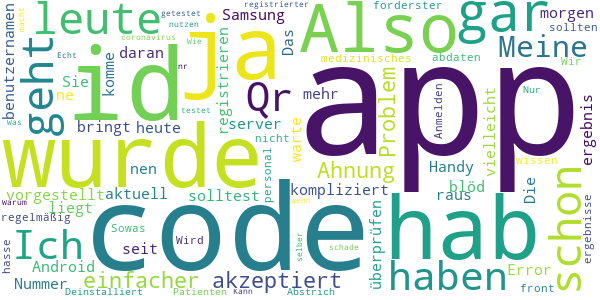 leute
benutzernamen
geht
id
ja
getestet
registrierter
nutzen
Samsung
coronavirus
Wie
macht
Echt
daran
Das
Also
gar
forderster
morgen
Meine
sollten
medizinisches
abdaten
Wir
Sie
ne
komme
registrieren
Qr
mehr
nr
was
testet
bringt
heute
server
nicht
warte
Problem
app
Anmelden
Nur
vielleicht
ergebnis
wurde
nen
personal
Ahnung
Handy
wissen
Die
schon
vorgestellt
aktuell
solltest
kompliziert
blöd
raus
liegt
Warum
regelmäßig
Ich
code
hab
haben
überprüfen
ergebnisse
hasse
Sowas
seit
Wird
schade
selber
Android
Nummer
einfacher
akzeptiert
wenn
Error
front
Deinstalliert
Patienten
Kann
Abstrich